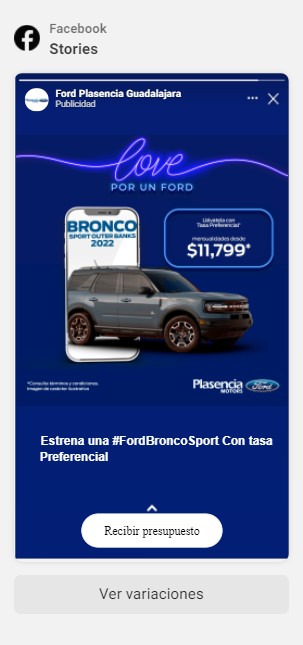 Facebook
Stories
Ford Plasencia Guadalajara
Publicidad
love
POR UN FORD
BRONCO
SPORT OUTER BANKS
2022
Llévatela con
Tasa Preferencial*
mensualidades desde
$11,799*
*Consulta términos y condiciones.
Imagen de carácter ilustrativo
Plasencia
MOTORS
Ford
Estrena una #FordBroncoSport Con tasa
Preferencial
Recibir presupuesto
Ver variaciones